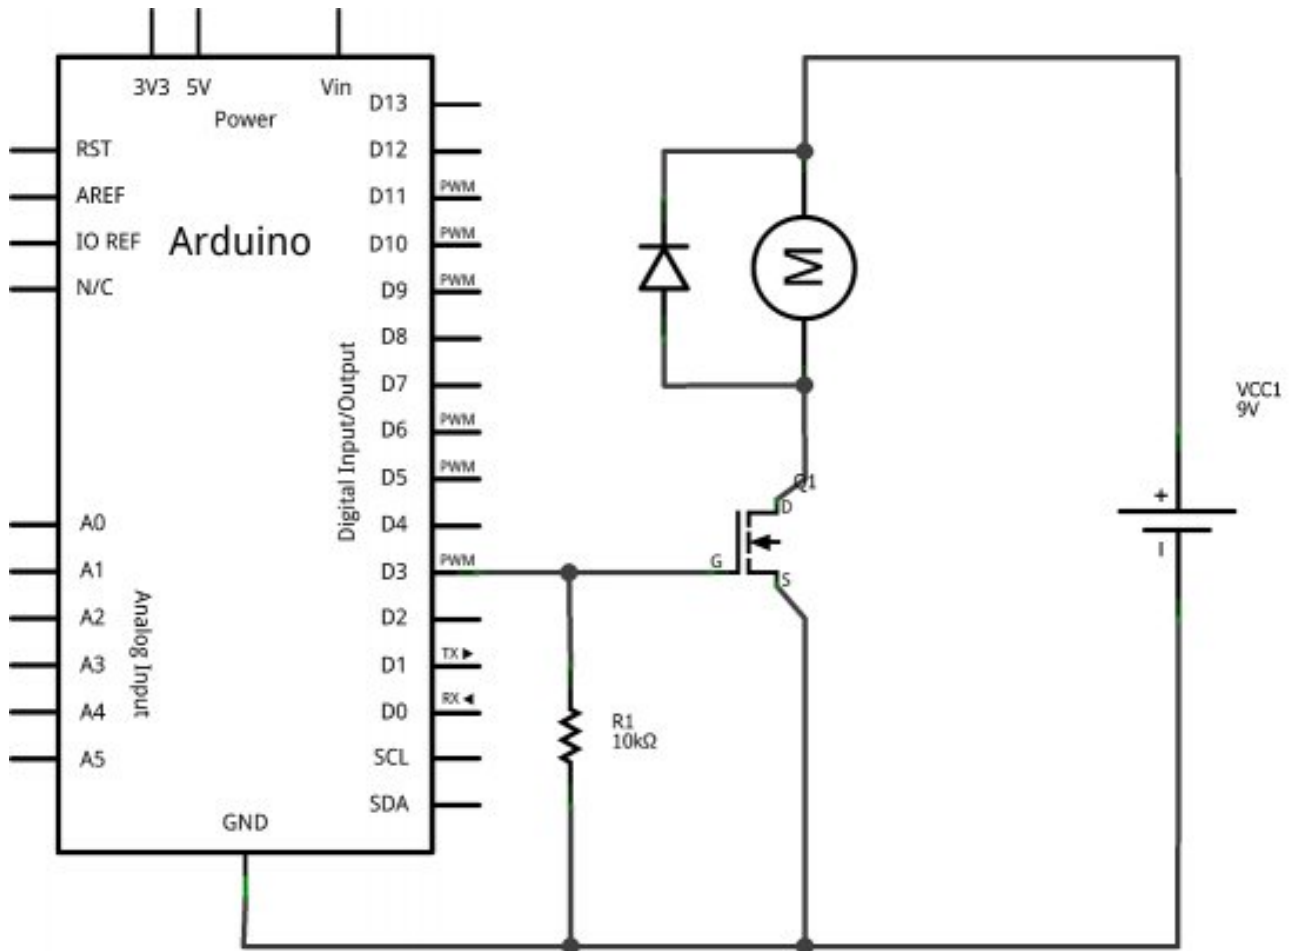 3V3 5V Vin
Power
RST
AREF
IO REF
N/C
Arduino
A0
A1
A2
A3
A4
A5
Analog Input
GND
Digital Input/Output
D13
D12
D11 PWM
D10 PWM
D9 PWM
D8
D7
D6 PWM
D5 PWM
D4
D3 PWM
D2
D1 TX ▶
D0 RX ◀
SCL
SDA
M
Q1
D
G
S
R1
10kΩ
VCC1
9V
+
-